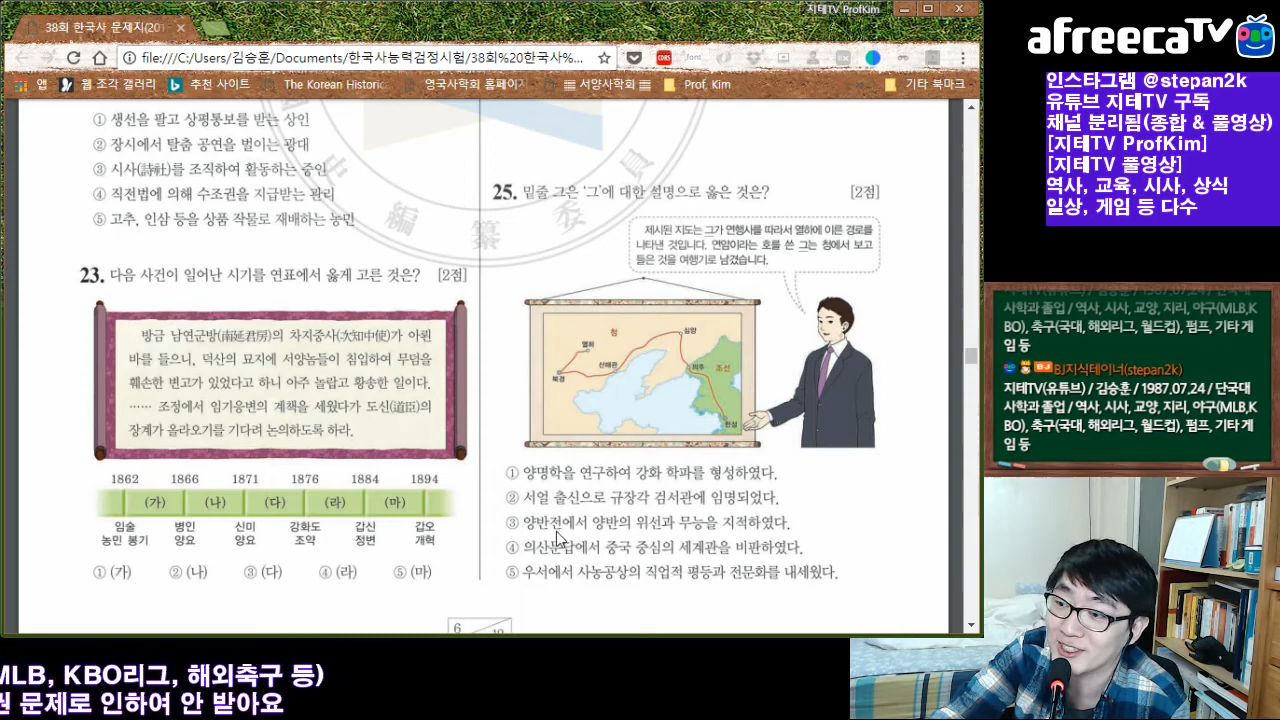 지테TV ProfKim
38회 한국사 문제지(201
file:///C:/Users/김승훈/Documents/한국사능력검정시험/38회%20한국사%...
앱 웹 조각 갤러리 추천 사이트 The Korean Historic 영국사학회 홈페이지 서양사학회 Prof. Kim 기타 북마크
① 생선을 팔고 상평통보를 받는 상인
② 장시에서 탈춤 공연을 벌이는 광대
③ 시사(詩社)를 조직하여 활동하는 중인
④ 직전법에 의해 수조권을 지급받는 관리
⑤ 고추, 인삼 등을 상품 작물로 재배하는 농민
編 纂 委 員
23. 다음 사건이 일어난 시기를 연표에서 옳게 고른 것은? [2점]
방금 남연군방(南延君房)의 차지중사(次知中使)가 아뢴
바를 들으니, 덕산의 묘지에 서양놈들이 침입하여 무덤을
훼손한 변고가 있었다고 하니 아주 놀랍고 황송한 일이다.
…… 조정에서 임기응변의 계책을 세웠다가 도신(道臣)의
장계가 올라오기를 기다려 논의하도록 하라.
1862 1866 1871 1876 1884 1894
(가) (나) (다) (라) (마)
임술 병인 신미 강화도 갑신 갑오
농민 봉기 양요 양요 조약 정변 개혁
① (가) ② (나) ③ (다) ④ (라) ⑤ (마)
25. 밑줄 그은 '그'에 대한 설명으로 옳은 것은? [2점]
제시된 지도는 그가 연행사를 따라서 열하에 이른 경로를
나타낸 것입니다. 연암이라는 호를 쓴 그는 청에서 보고
들은 것을 여행기로 남겼습니다.
청
심양
열하
산해관
의주
조선
북경
한성
① 양명학을 연구하여 강화 학파를 형성하였다.
② 서얼 출신으로 규장각 검서관에 임명되었다.
③ 양반전에서 양반의 위선과 무능을 지적하였다.
④ 의산문답에서 중국 중심의 세계관을 비판하였다.
⑤ 우서에서 사농공상의 직업적 평등과 전문화를 내세웠다.
6
afreecaTV
인스타그램 @stepan2k
유튜브 지테TV 구독
채널 분리됨(종합 & 풀영상)
[지테TV ProfKim]
[지테TV 풀영상]
역사, 교육, 시사, 상식
일상, 게임 등 다수
지테TV(유튜브) / 김승훈 / 1987.07.24 / 단국대
사학과 졸업 / 역사, 시사, 교양, 지리, 야구(MLB,K
BO), 축구(국대, 해외리그, 월드컵), 펌프, 기타 게
임 등
BJ BJ지식테이너(stepan2k)
지테TV(유튜브) / 김승훈 / 1987.07.24 / 단국대
사학과 졸업 / 역사, 시사, 교양, 지리, 야구(MLB,K
BO), 축구(국대, 해외리그, 월드컵), 펌프, 기타 게
임 등
MLB, KBO리그, 해외축구 등)
권 문제로 인하여 안 받아요